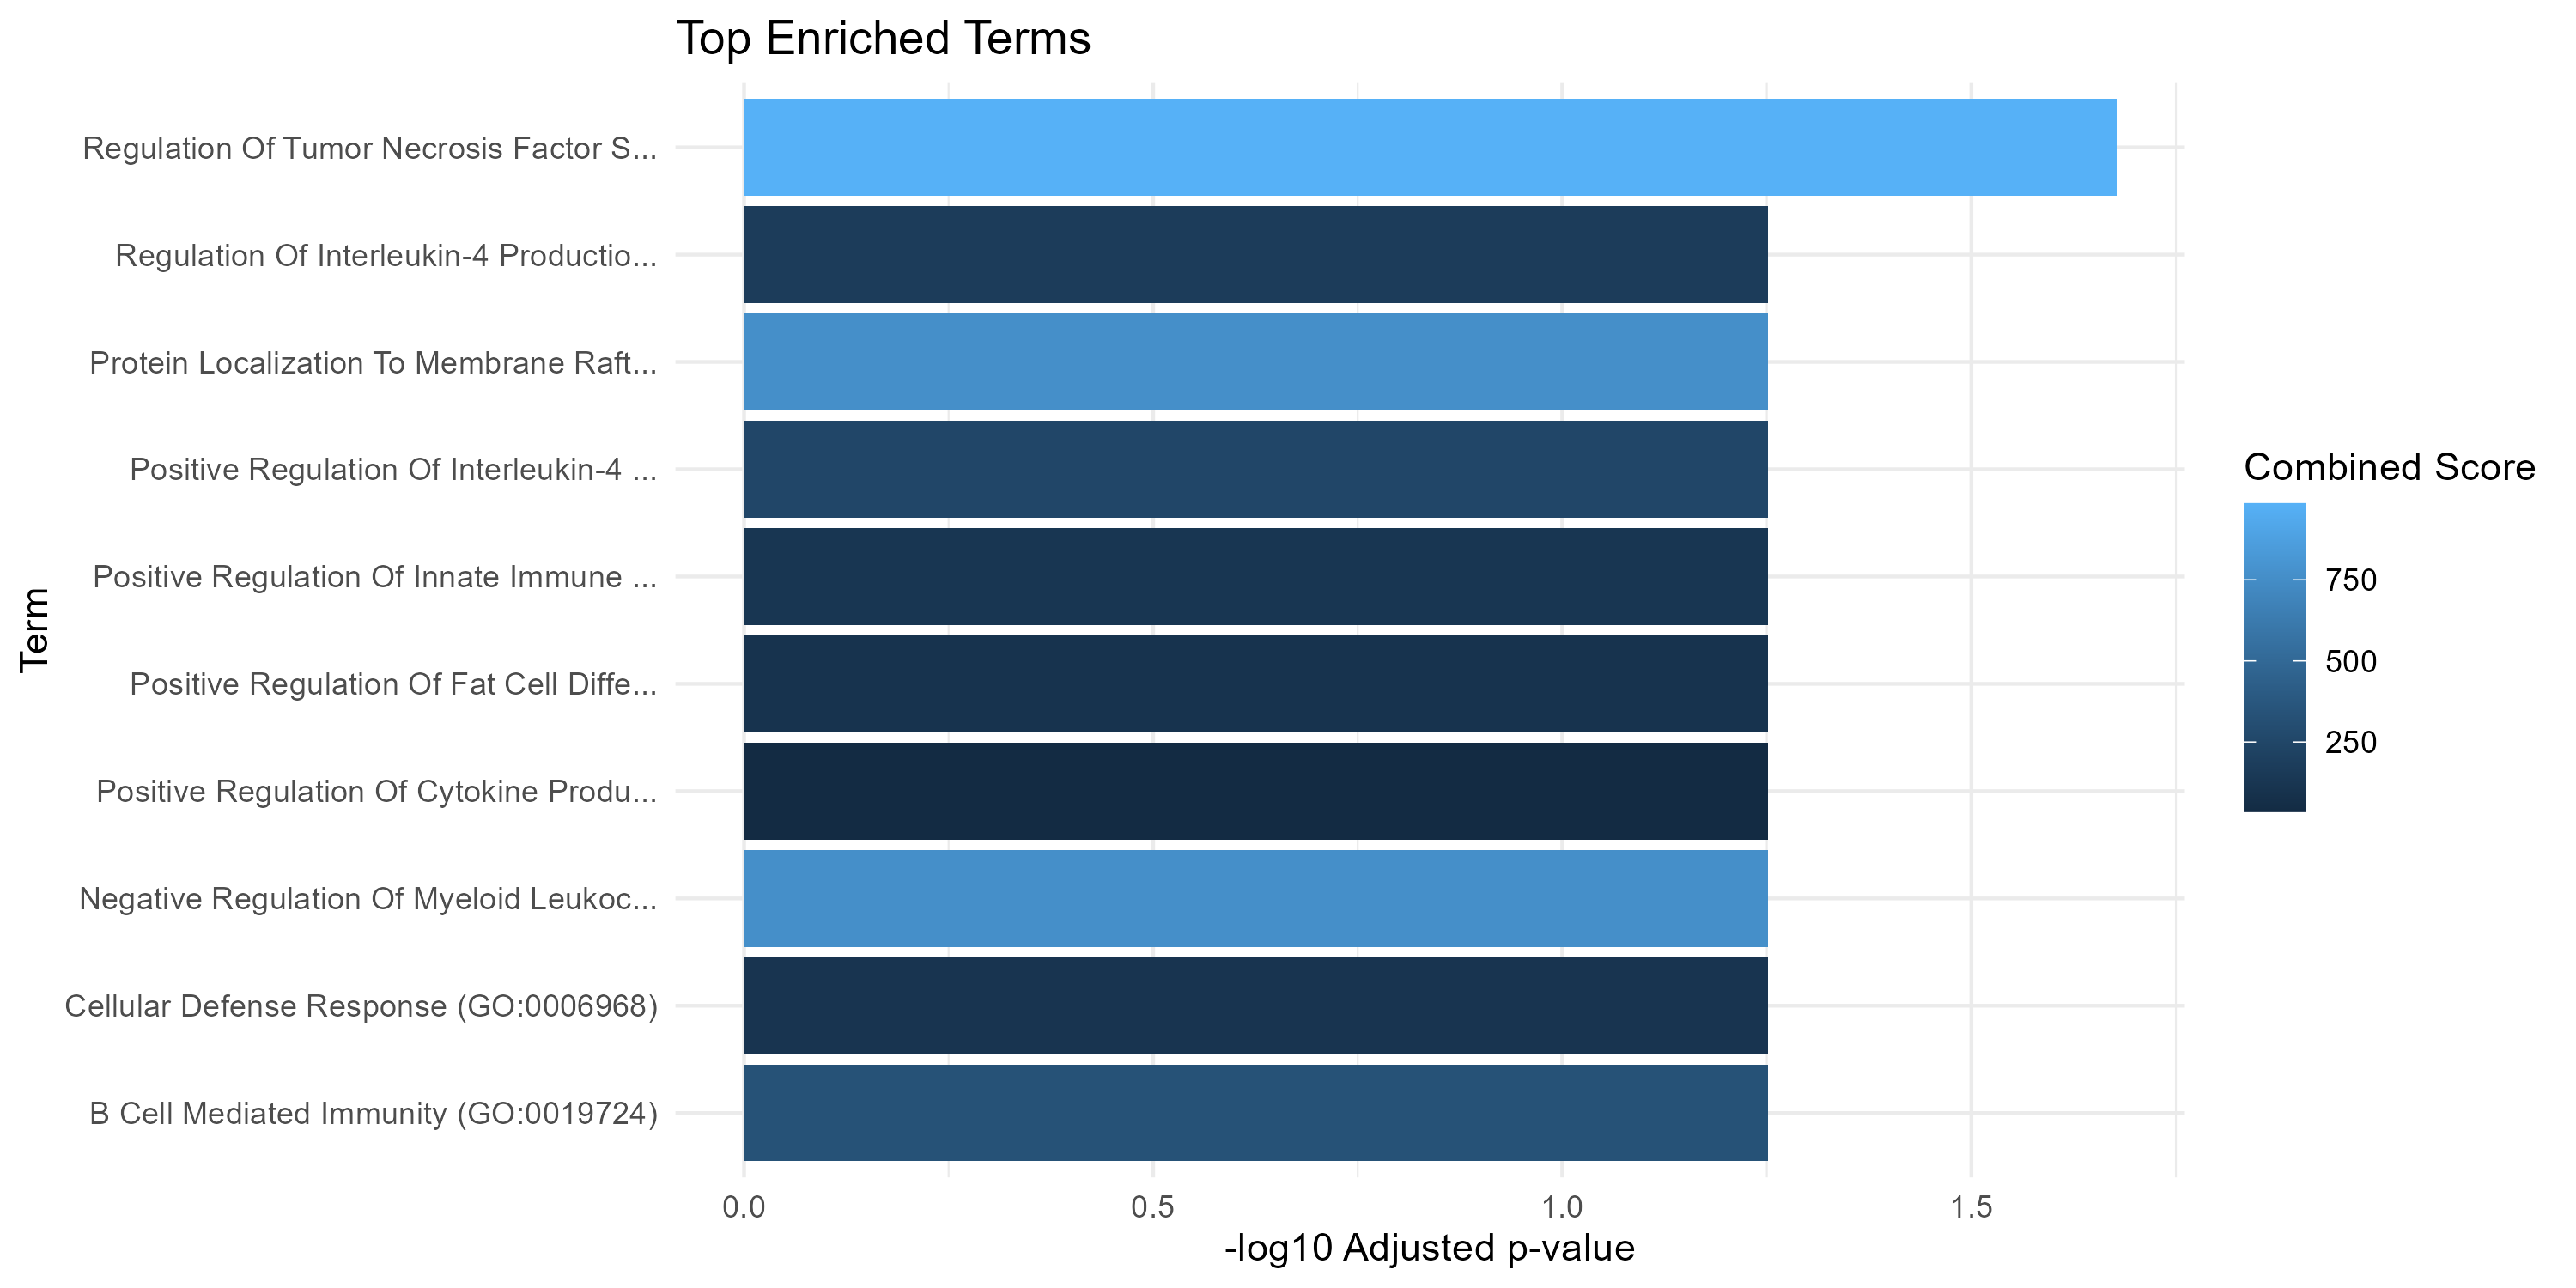 Top Enriched Terms
Term
Regulation Of Tumor Necrosis Factor S...
Regulation Of Interleukin-4 Productio...
Protein Localization To Membrane Raft...
Positive Regulation Of Interleukin-4 ...
Positive Regulation Of Innate Immune ...
Positive Regulation Of Fat Cell Diffe...
Positive Regulation Of Cytokine Produ...
Negative Regulation Of Myeloid Leukoc...
Cellular Defense Response (GO:0006968)
B Cell Mediated Immunity (GO:0019724)
0.0 0.5 1.0 1.5
-log10 Adjusted p-value
Combined Score
750
500
250